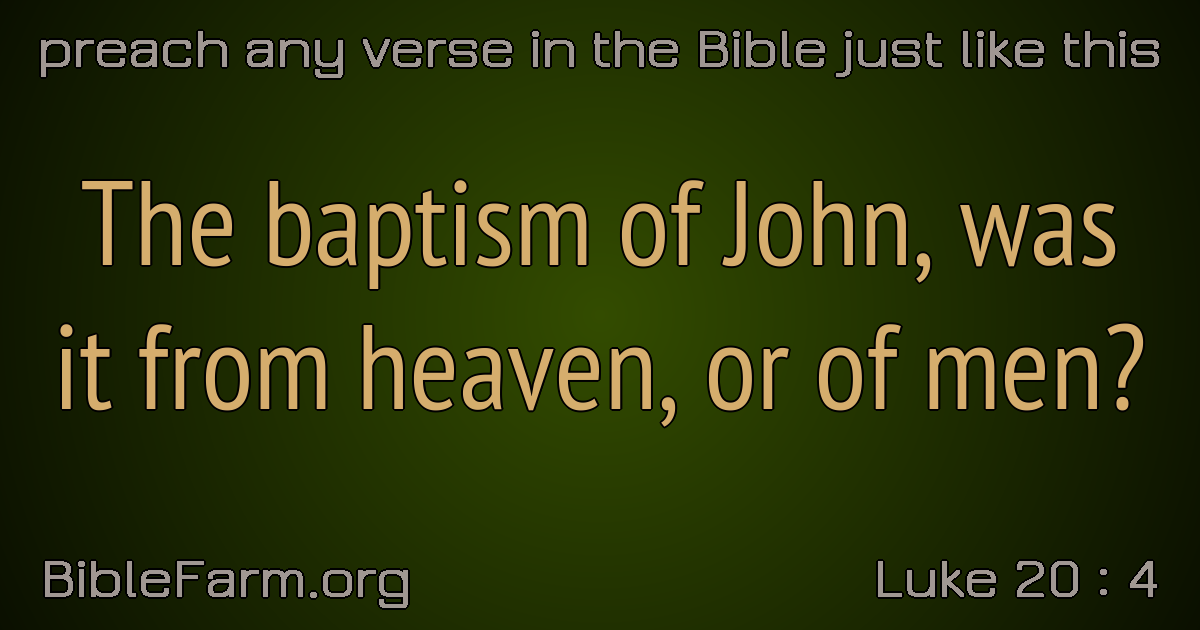 preach any verse in the Bible just like this
The baptism of John, was
it from heaven, or of men?
BibleFarm.org
Luke 20 : 4